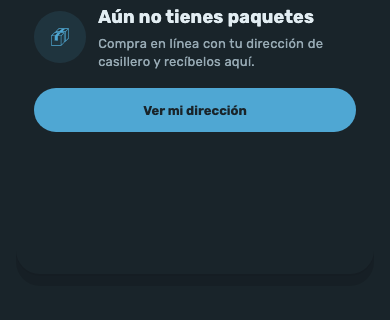 Aún no tienes paquetes
Compra en línea con tu dirección de
casillero y recíbelos aquí.
Ver mi dirección